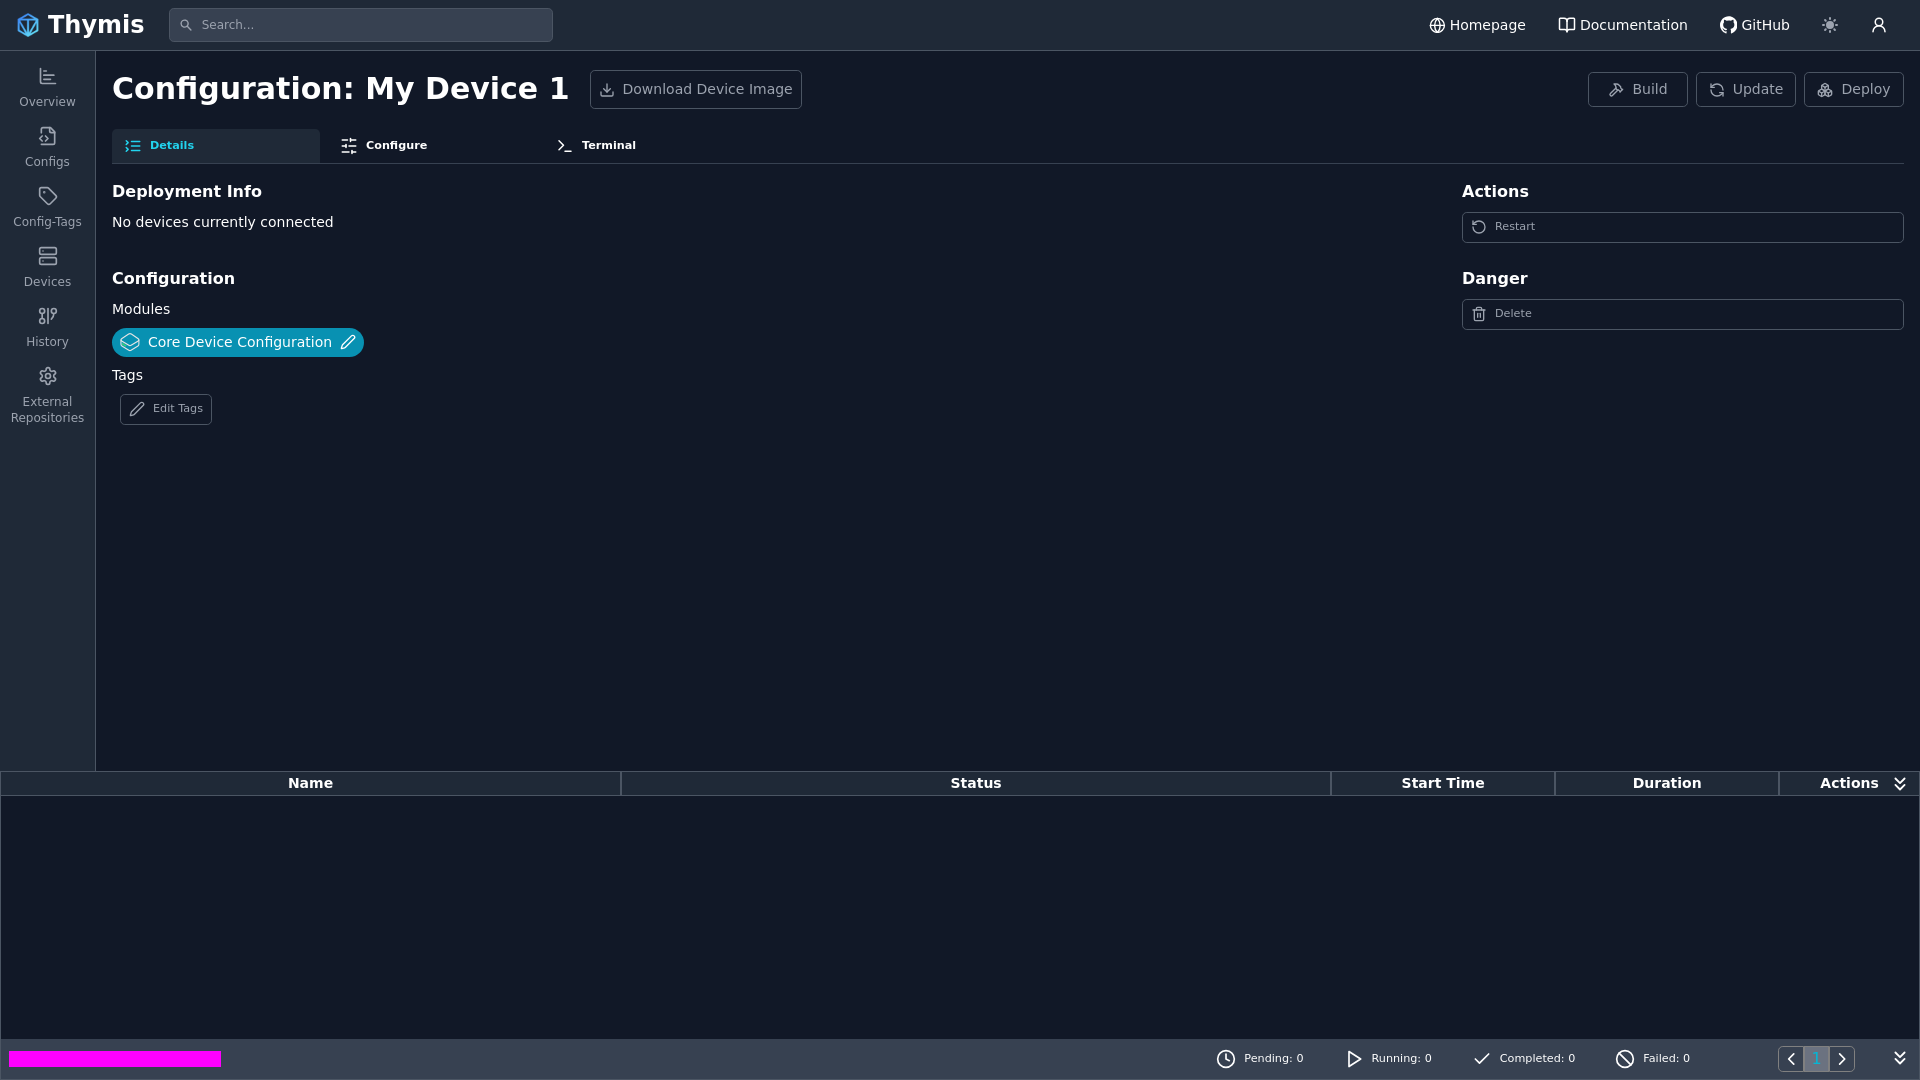 Thymis
Search...
Homepage
Documentation
GitHub
Overview
Configs
Config-Tags
Devices
History
External
Repositories
Configuration: My Device 1
Download Device Image
Build
Update
Deploy
Details
Configure
Terminal
Deployment Info
No devices currently connected
Configuration
Modules
Core Device Configuration
Tags
Edit Tags
Actions
Restart
Danger
Delete
Name
Status
Start Time
Duration
Actions
Pending: 0
Running: 0
Completed: 0
Failed: 0
1